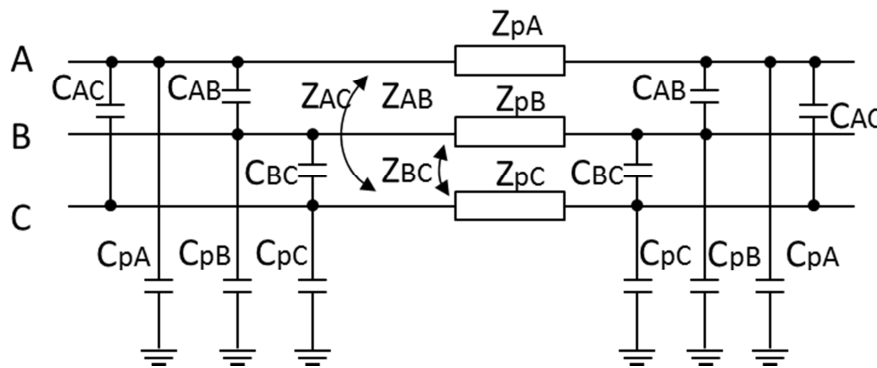 ZpA
A
CAC CAB ZAC ZAB CAB CAC
ZpB
B
CBC ZBC ZpC CBC
C
CpA CpB CpC CpC CpB CpA